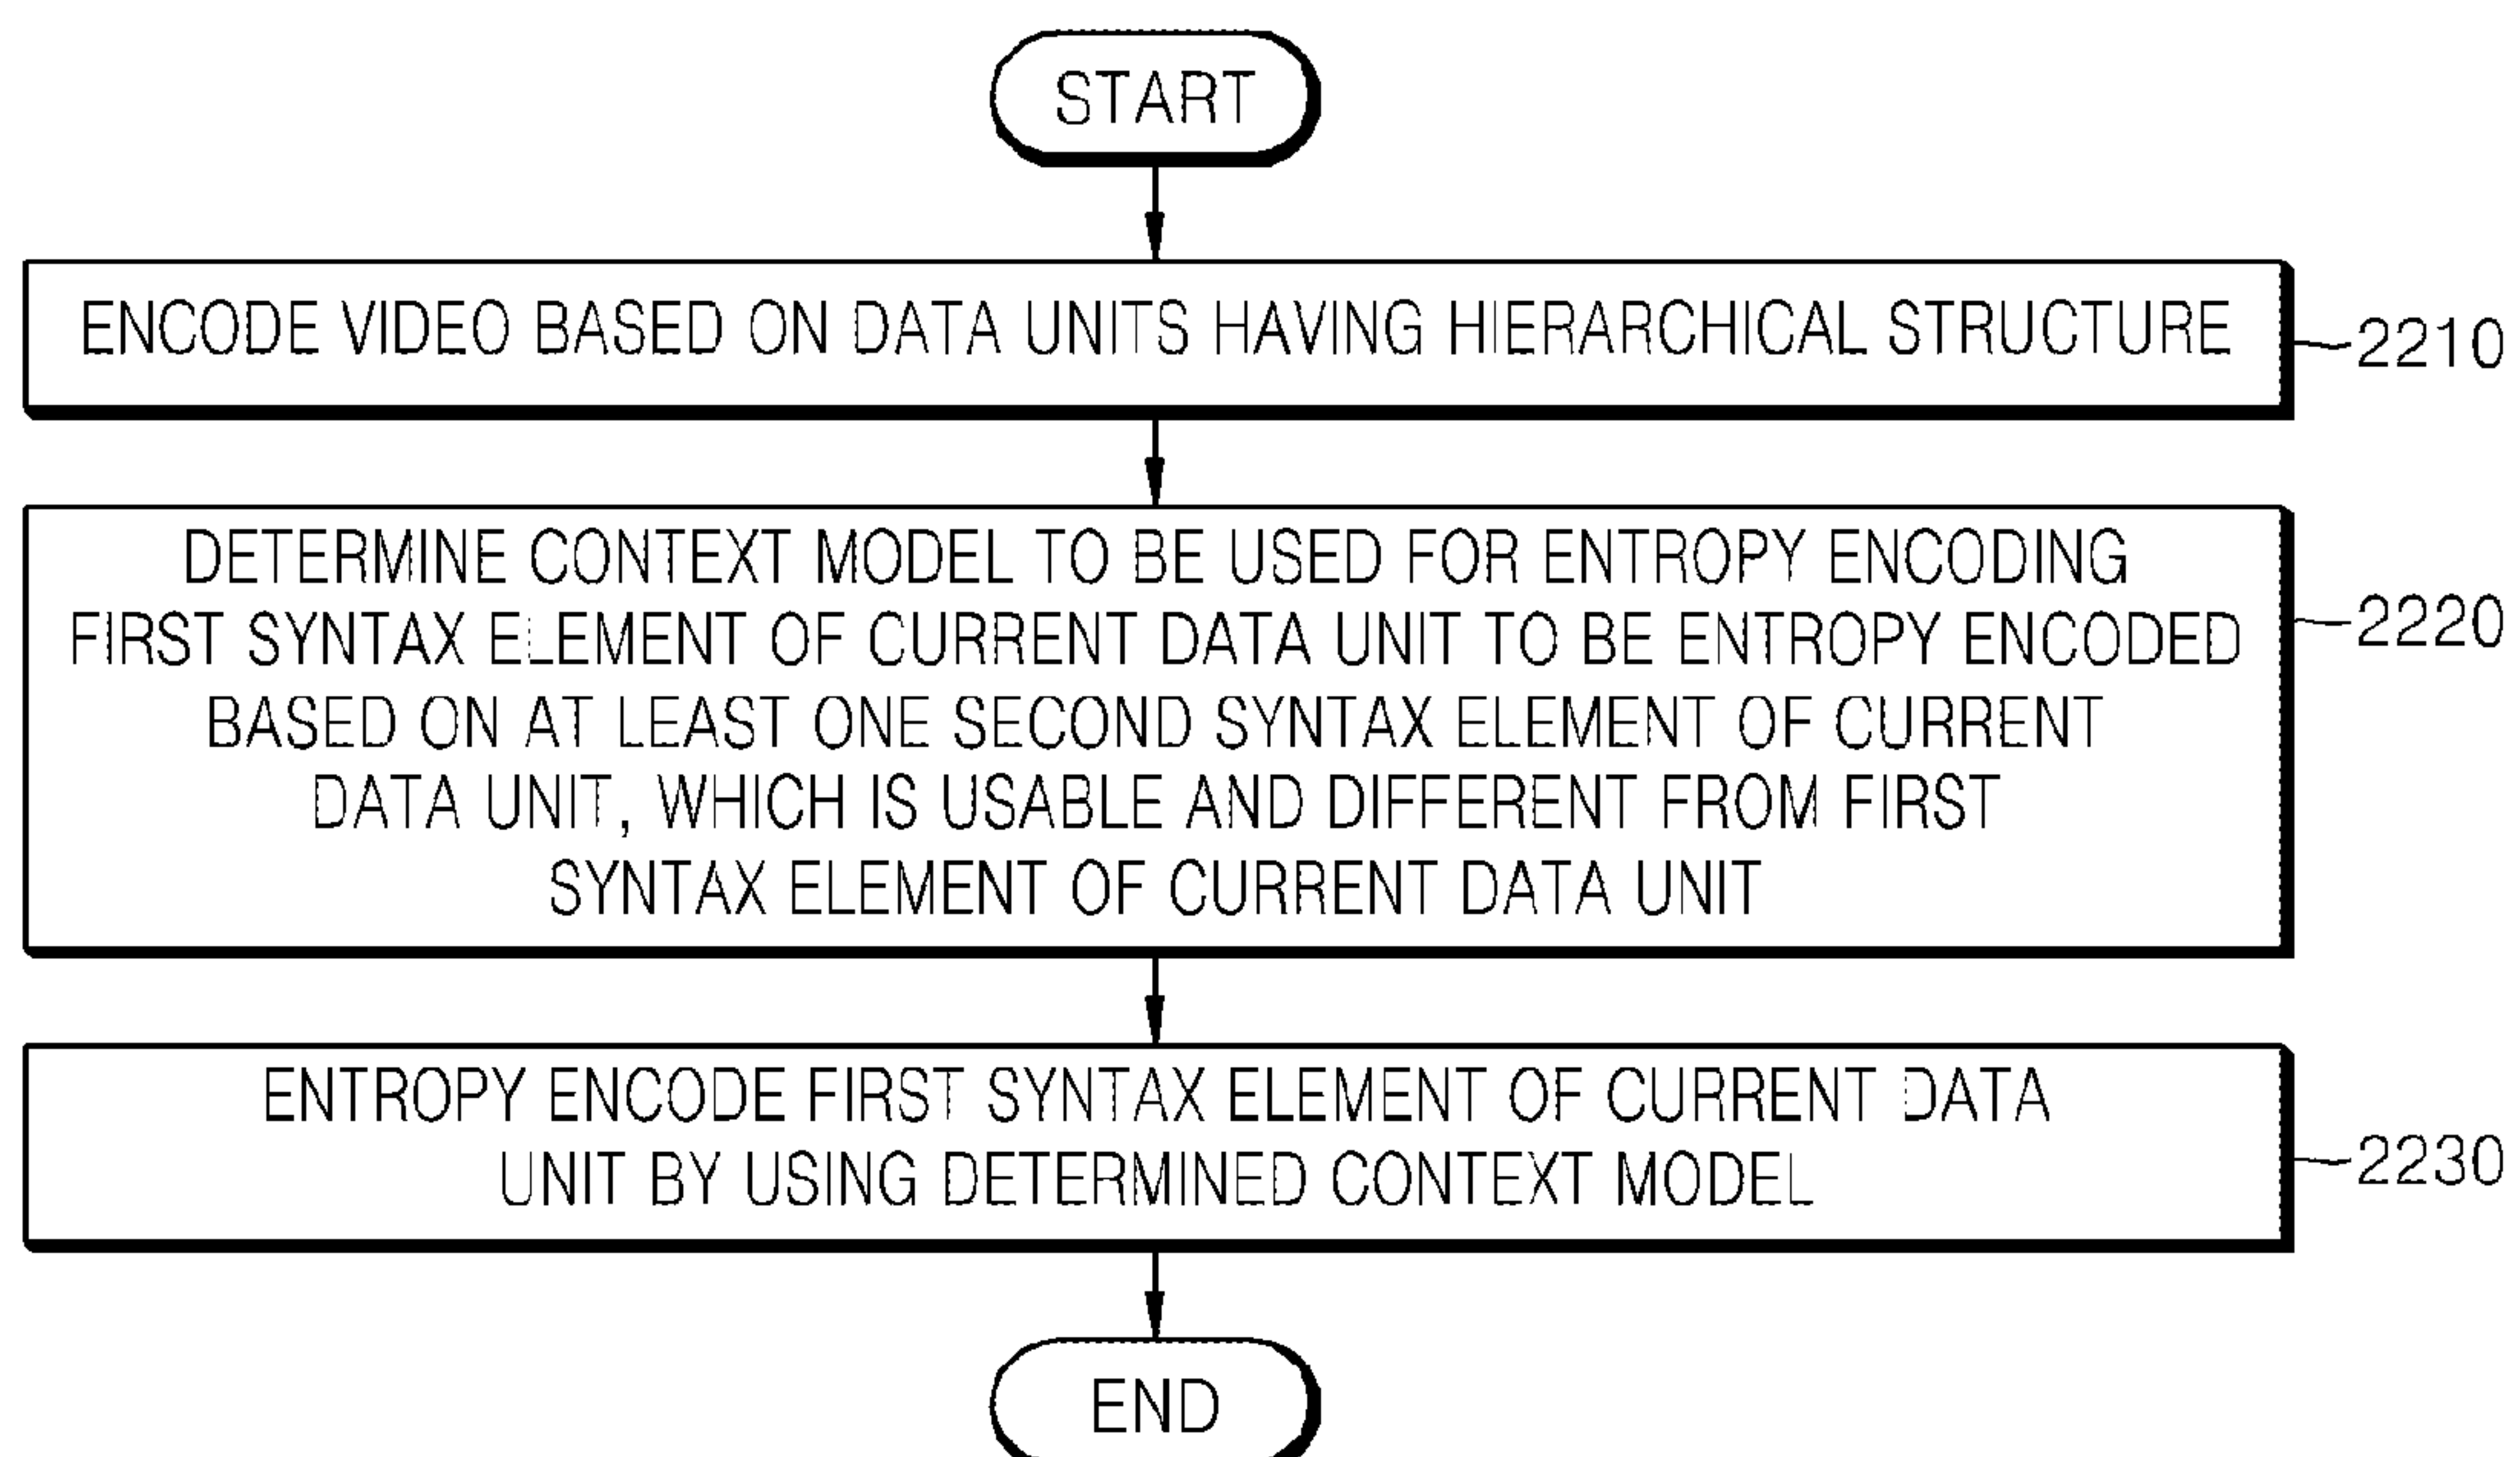 START
ENCODE VIDEO BASED ON DATA UNITS HAVING HIERARCHICAL STRUCTURE
2210
DETERMINE CONTEXT MODEL TO BE USED FOR ENTROPY ENCODING
FIRST SYNTAX ELEMENT OF CURRENT DATA UNIT TO BE ENTROPY ENCODED
BASED ON AT LEAST ONE SECOND SYNTAX ELEMENT OF CURRENT
DATA UNIT, WHICH IS USABLE AND DIFFERENT FROM FIRST
SYNTAX ELEMENT OF CURRENT DATA UNIT
2220
ENTROPY ENCODE FIRST SYNTAX ELEMENT OF CURRENT DATA
UNIT BY USING DETERMINED CONTEXT MODEL
2230
END